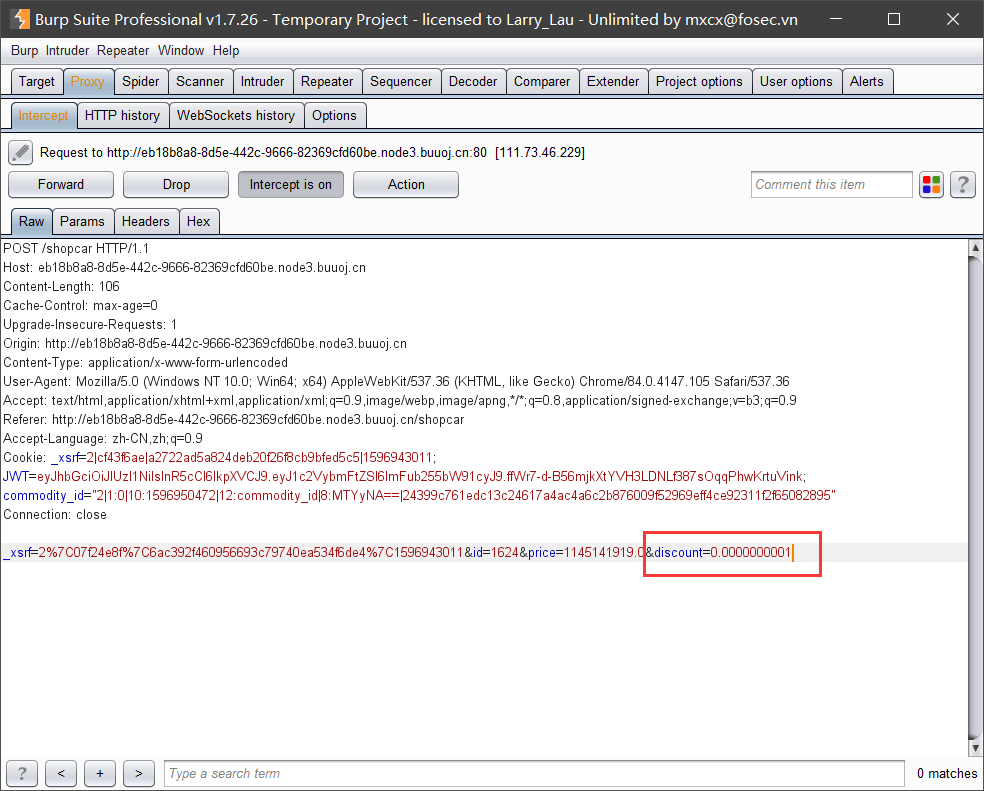 Burp Suite Professional v1.7.26 - Temporary Project - licensed to Larry_Lau - Unlimited by mxcx@fosec.vn
Burp Intruder Repeater Window Help
Target Proxy Spider Scanner Intruder Repeater Sequencer Decoder Comparer Extender Project options User options Alerts
Intercept HTTP history WebSockets history Options
Request to http://eb18b8a8-8d5e-442c-9666-82369cfd60be.node3.buuoj.cn:80 [111.73.46.229]
Forward Drop Intercept is on Action Comment this item ?
Raw Params Headers Hex
POST /shopcar HTTP/1.1
Host: eb18b8a8-8d5e-442c-9666-82369cfd60be.node3.buuoj.cn
Content-Length: 106
Cache-Control: max-age=0
Upgrade-Insecure-Requests: 1
Origin: http://eb18b8a8-8d5e-442c-9666-82369cfd60be.node3.buuoj.cn
Content-Type: application/x-www-form-urlencoded
User-Agent: Mozilla/5.0 (Windows NT 10.0; Win64; x64) AppleWebKit/537.36 (KHTML, like Gecko) Chrome/84.0.4147.105 Safari/537.36
Accept: text/html,application/xhtml+xml,application/xml;q=0.9,image/webp,image/apng,*/*;q=0.8,application/signed-exchange;v=b3;q=0.9
Referer: http://eb18b8a8-8d5e-442c-9666-82369cfd60be.node3.buuoj.cn/shopcar
Accept-Language: zh-CN,zh;q=0.9
Cookie: _xsrf=2|cf43f6ae|a2722ad5a824deb20f26f8cb9bfed5c5|1596943011;
JWT=eyJhbGciOiJIUzI1NiIsInR5cCI6IkpXVCJ9.eyJ1c2VybmFtZSI6ImFub255bW91cyJ9.ffWr7-d-B56mjkXtYVH3LDNLf387sOqqPhwKrtuVink;
commodity_id="2|1:0|10:1596950472|12:commodity_id|8:MTYyNA==|24399c761edc13c24617a4ac4a6c2b876009f52969eff4ce92311f2f65082895"
Connection: close
_xsrf=2%7C07f24e8f%7C6ac392f460956693c79740ea534f6de4%7C1596943011&id=1624&price=1145141919.0&discount=0.0000000001
? < + > Type a search term 0 matches